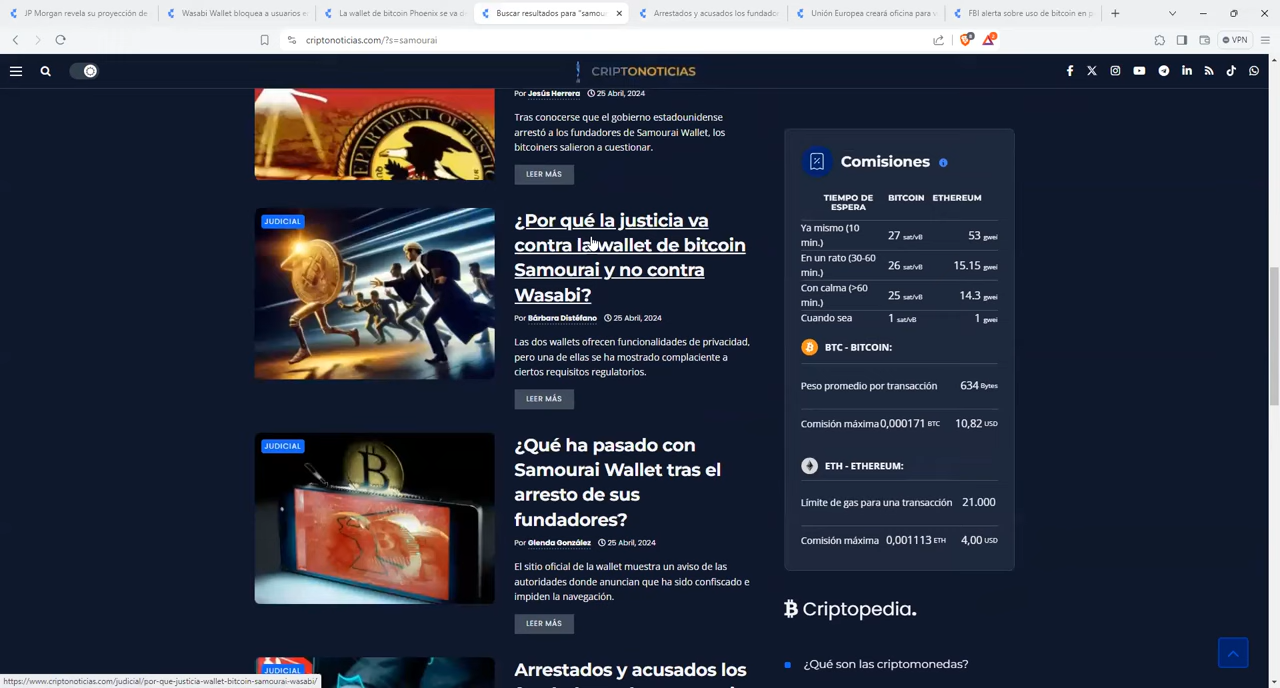 JP Morgan revela su proyección de
Wasabi Wallet bloquea a usuarios e
La wallet de bitcoin Phoenix se va d
Buscar resultados para "samou
Arrestados y acusados los fundador
Unión Europea creará oficina para v
FBI alerta sobre uso de bitcoin en p
criptonoticias.com/?s=samourai
VPN
CRIPTONOTICIAS
Por Jesús Herrera 25 Abril, 2024
Tras conocerse que el gobierno estadounidense
arrestó a los fundadores de Samourai Wallet, los
bitcoiners salieron a cuestionar.
LEER MÁS
JUDICIAL
¿Por qué la justicia va
contra la wallet de bitcoin
Samourai y no contra
Wasabi?
Por Bárbara Distéfano 25 Abril, 2024
Las dos wallets ofrecen funcionalidades de privacidad,
pero una de ellas se ha mostrado complaciente a
ciertos requisitos regulatorios.
LEER MÁS
JUDICIAL
¿Qué ha pasado con
Samourai Wallet tras el
arresto de sus
fundadores?
Por Glenda González 25 Abril, 2024
El sitio oficial de la wallet muestra un aviso de las
autoridades donde anuncian que ha sido confiscado e
impiden la navegación.
LEER MÁS
JUDICIAL
Arrestados y acusados los
Comisiones
TIEMPO DE ESPERA BITCOIN ETHEREUM
Ya mismo (10 min.) 27 sat/vB 53 gwei
En un rato (30-60 min.) 26 sat/vB 15.15 gwei
Con calma (>60 min.) 25 sat/vB 14.3 gwei
Cuando sea 1 sat/vB 1 gwei
BTC - BITCOIN:
Peso promedio por transacción 634 Bytes
Comisión máxima 0,000171 BTC 10,82 USD
ETH - ETHEREUM:
Límite de gas para una transacción 21.000
Comisión máxima 0,001113 ETH 4,00 USD
Criptopedia.
¿Qué son las criptomonedas?
https://www.criptonoticias.com/judicial/por-que-justicia-wallet-bitcoin-samourai-wasabi/